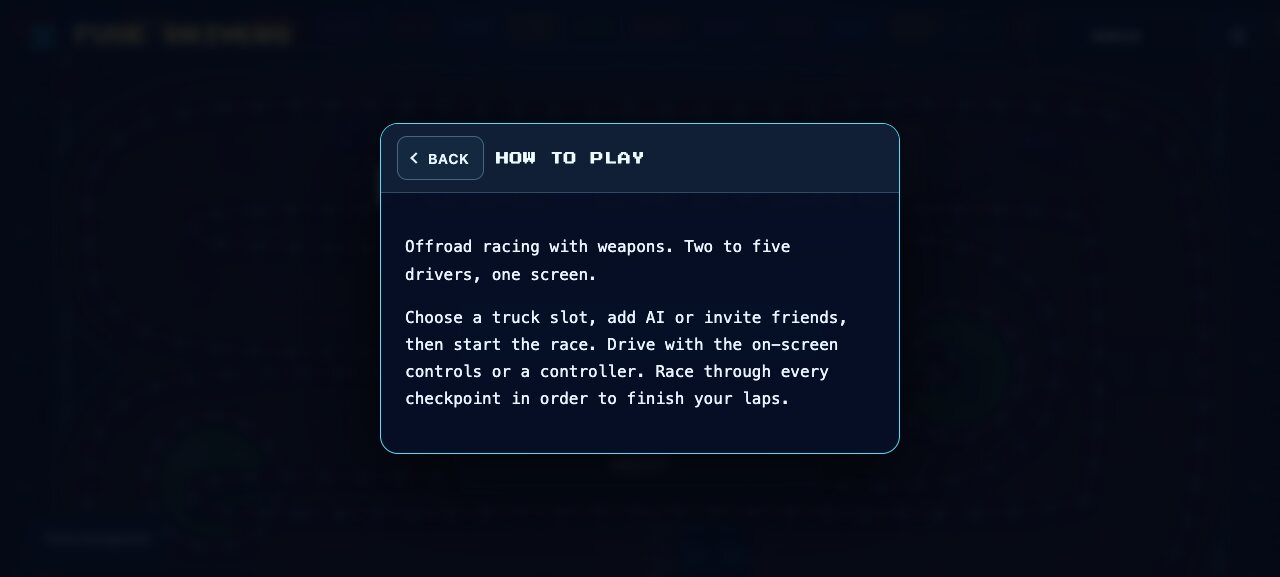 BACK
HOW TO PLAY
Offroad racing with weapons. Two to five
drivers, one screen.
Choose a truck slot, add AI or invite friends,
then start the race. Drive with the on-screen
controls or a controller. Race through every
checkpoint in order to finish your laps.